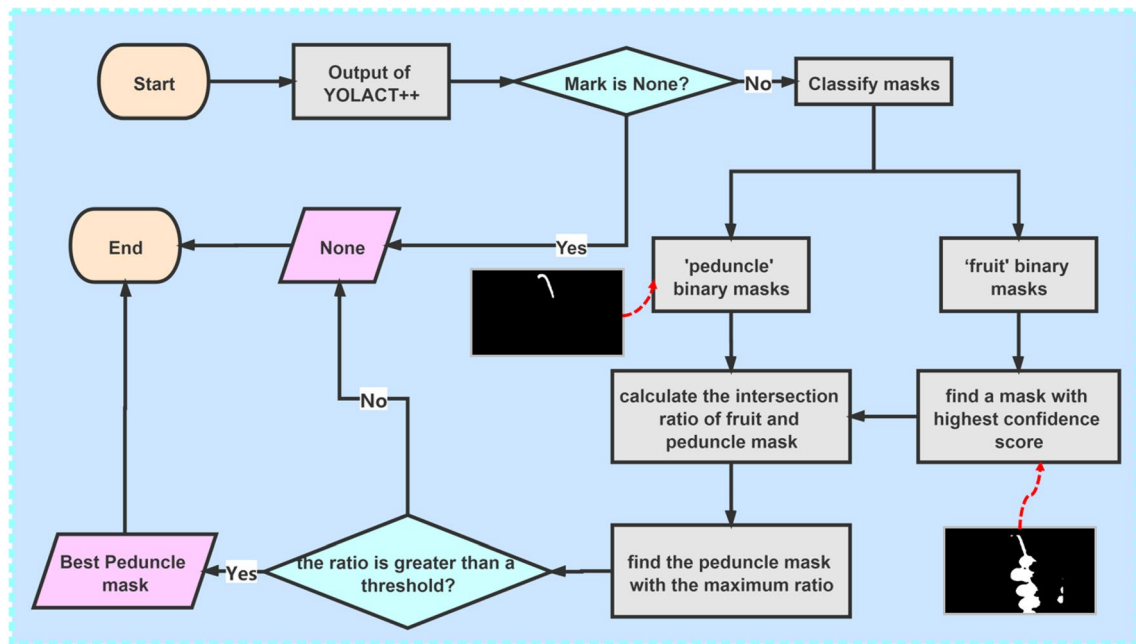 Start
Output of
YOLACT++
Mark is None?
No
Classify masks
End
None
Yes
'peduncle'
binary masks
‘fruit' binary
masks
calculate the intersection
ratio of fruit and
peduncle mask
find a mask with
highest confidence
score
No
Best Peduncle
mask
Yes
the ratio is greater than a
threshold?
find the peduncle mask
with the maximum ratio